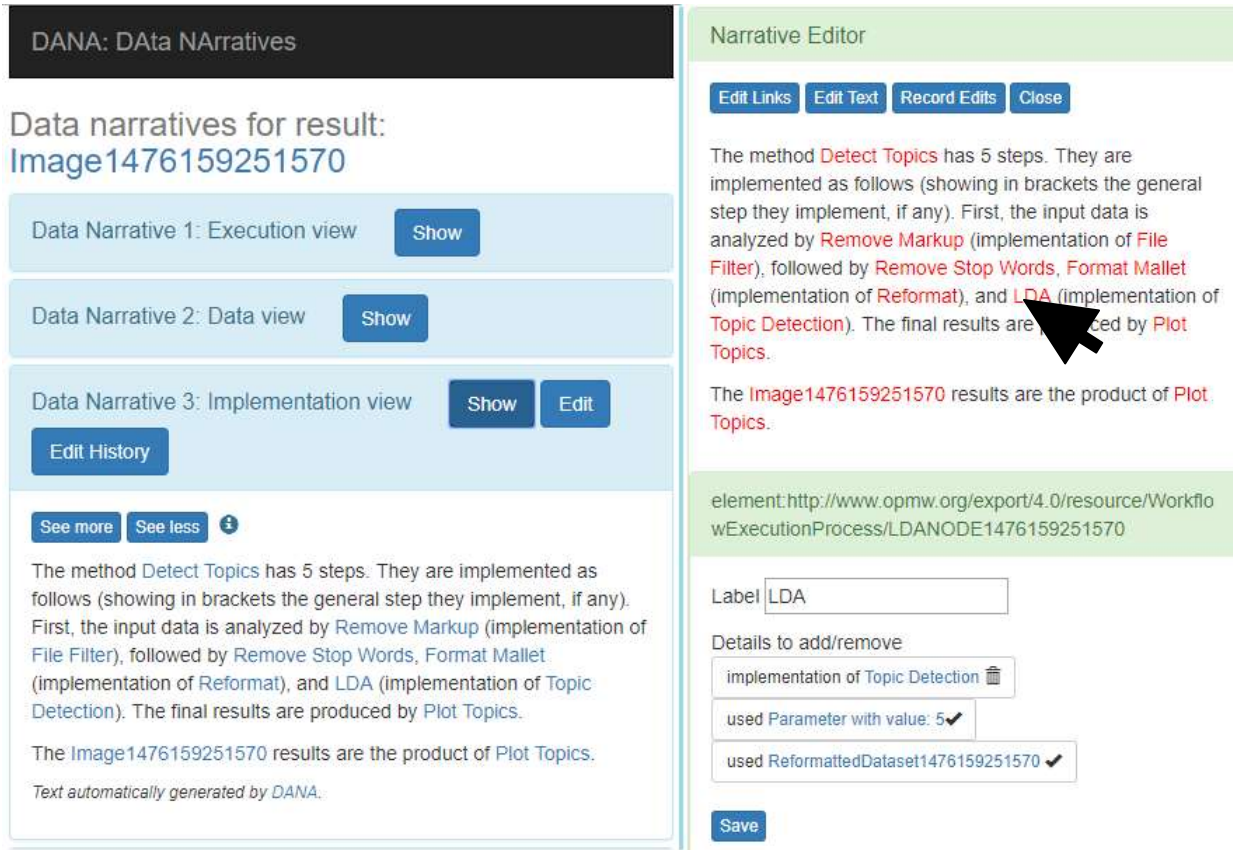 DANA: DAta NArratives
Data narratives for result:
Image1476159251570
Data Narrative 1: Execution view Show
Data Narrative 2: Data view Show
Data Narrative 3: Implementation view Show Edit
Edit History
See more See less
The method Detect Topics has 5 steps. They are implemented as
follows (showing in brackets the general step they implement, if any).
First, the input data is analyzed by Remove Markup (implementation of
File Filter), followed by Remove Stop Words, Format Mallet
(implementation of Reformat), and LDA (implementation of Topic
Detection). The final results are produced by Plot Topics.
The Image1476159251570 results are the product of Plot Topics.
Text automatically generated by DANA.
Narrative Editor
Edit Links Edit Text Record Edits Close
The method Detect Topics has 5 steps. They are
implemented as follows (showing in brackets the general
step they implement, if any). First, the input data is
analyzed by Remove Markup (implementation of File
Filter), followed by Remove Stop Words, Format Mallet
(implementation of Reformat), and LDA (implementation of
Topic Detection). The final results are by Plot
Topics.
The Image1476159251570 results are the product of Plot
Topics.
element:http://www.opmw.org/export/4.0/resource/Workflo
wExecutionProcess/LDANODE1476159251570
Label LDA
Details to add/remove
implementation of Topic Detection
used Parameter with value: 5
used ReformattedDataset1476159251570
Save